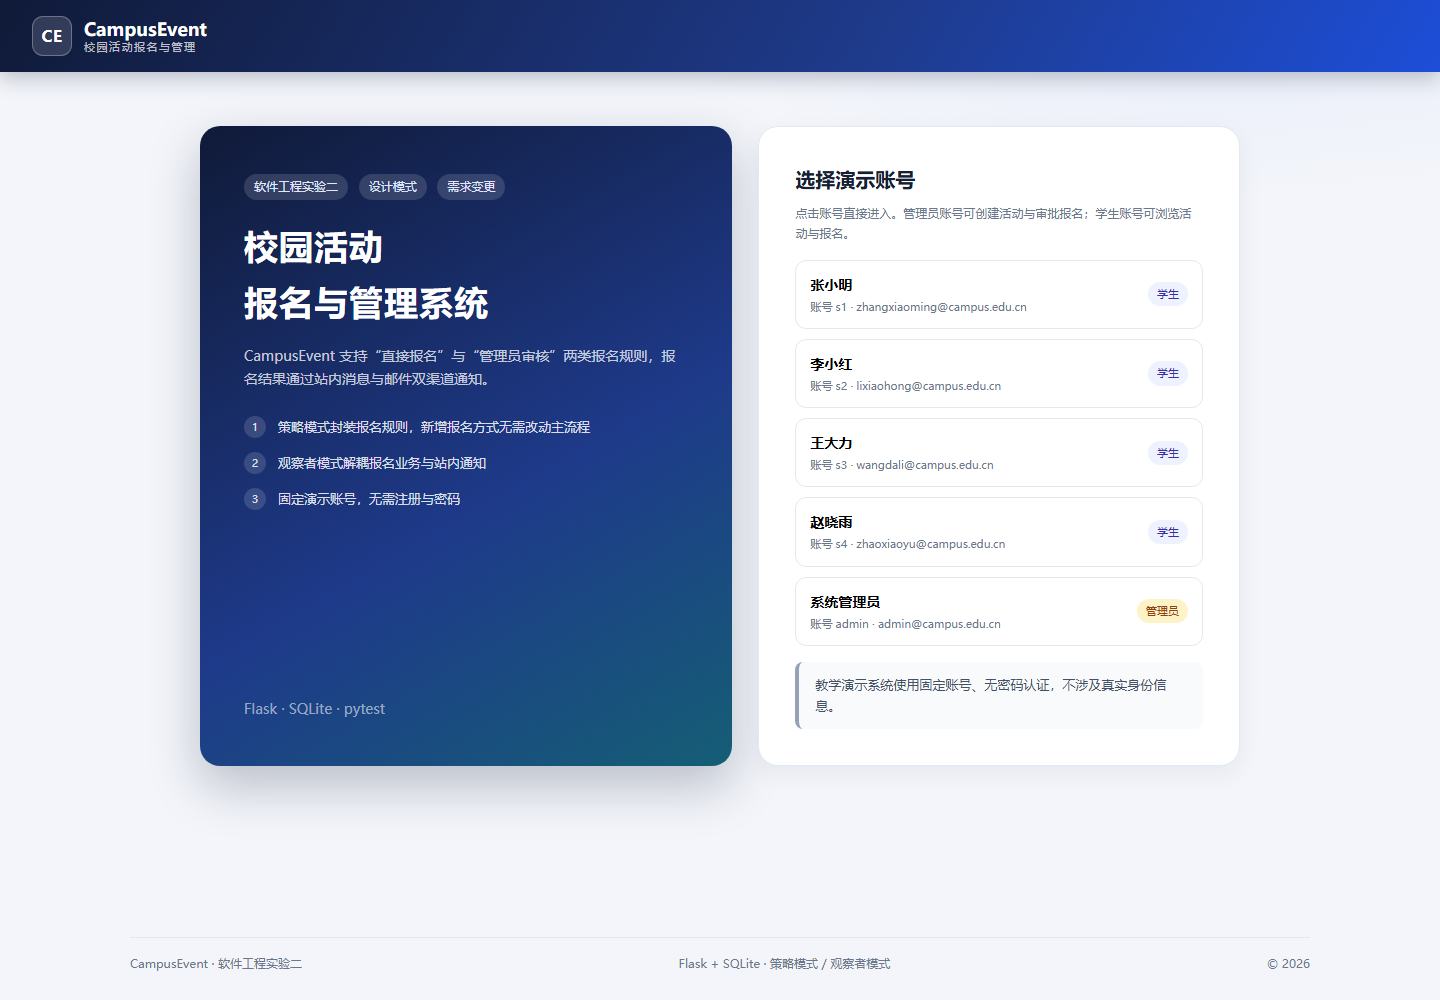 CE
CampusEvent
校园活动报名与管理
软件工程实验二
设计模式
需求变更
校园活动
报名与管理系统
CampusEvent 支持“直接报名”与“管理员审核”两类报名规则，报
名结果通过站内消息与邮件双渠道通知。
1 策略模式封装报名规则，新增报名方式无需改动主流程
2 观察者模式解耦报名业务与站内通知
3 固定演示账号，无需注册与密码
Flask · SQLite · pytest
选择演示账号
点击账号直接进入。管理员账号可创建活动与审批报名；学生账号可浏览活
动与报名。
张小明
账号 s1 · zhangxiaoming@campus.edu.cn
学生
李小红
账号 s2 · lixiaohong@campus.edu.cn
学生
王大力
账号 s3 · wangdali@campus.edu.cn
学生
赵晓雨
账号 s4 · zhaoxiaoyu@campus.edu.cn
学生
系统管理员
账号 admin · admin@campus.edu.cn
管理员
教学演示系统使用固定账号、无密码认证，不涉及真实身份信
息。
CampusEvent · 软件工程实验二
Flask + SQLite · 策略模式 / 观察者模式
© 2026